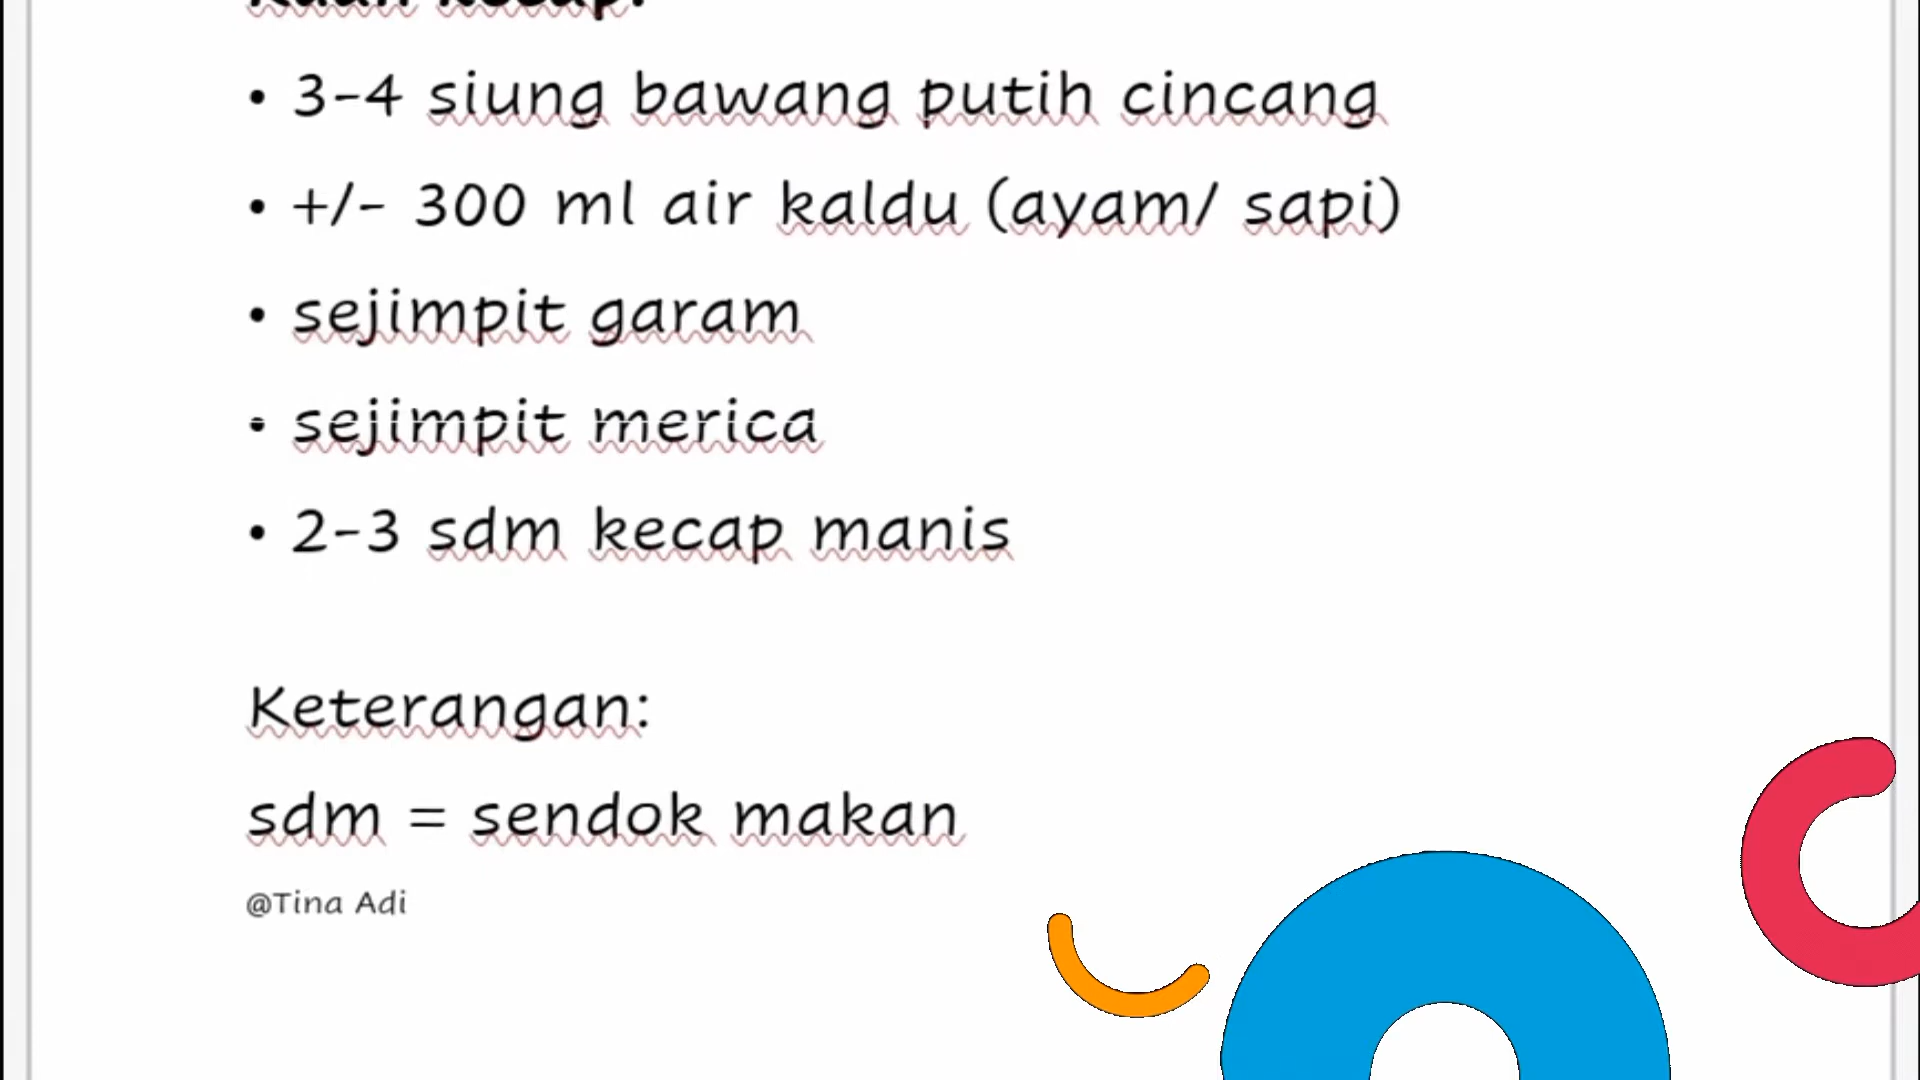 • 3-4 siung bawang putih cincang
• +/- 300 ml air kaldu (ayam/ sapi)
• sejimpit garam
• sejimpit merica
• 2-3 sdm kecap manis
Keterangan:
sdm = sendok makan
@Tina Adi